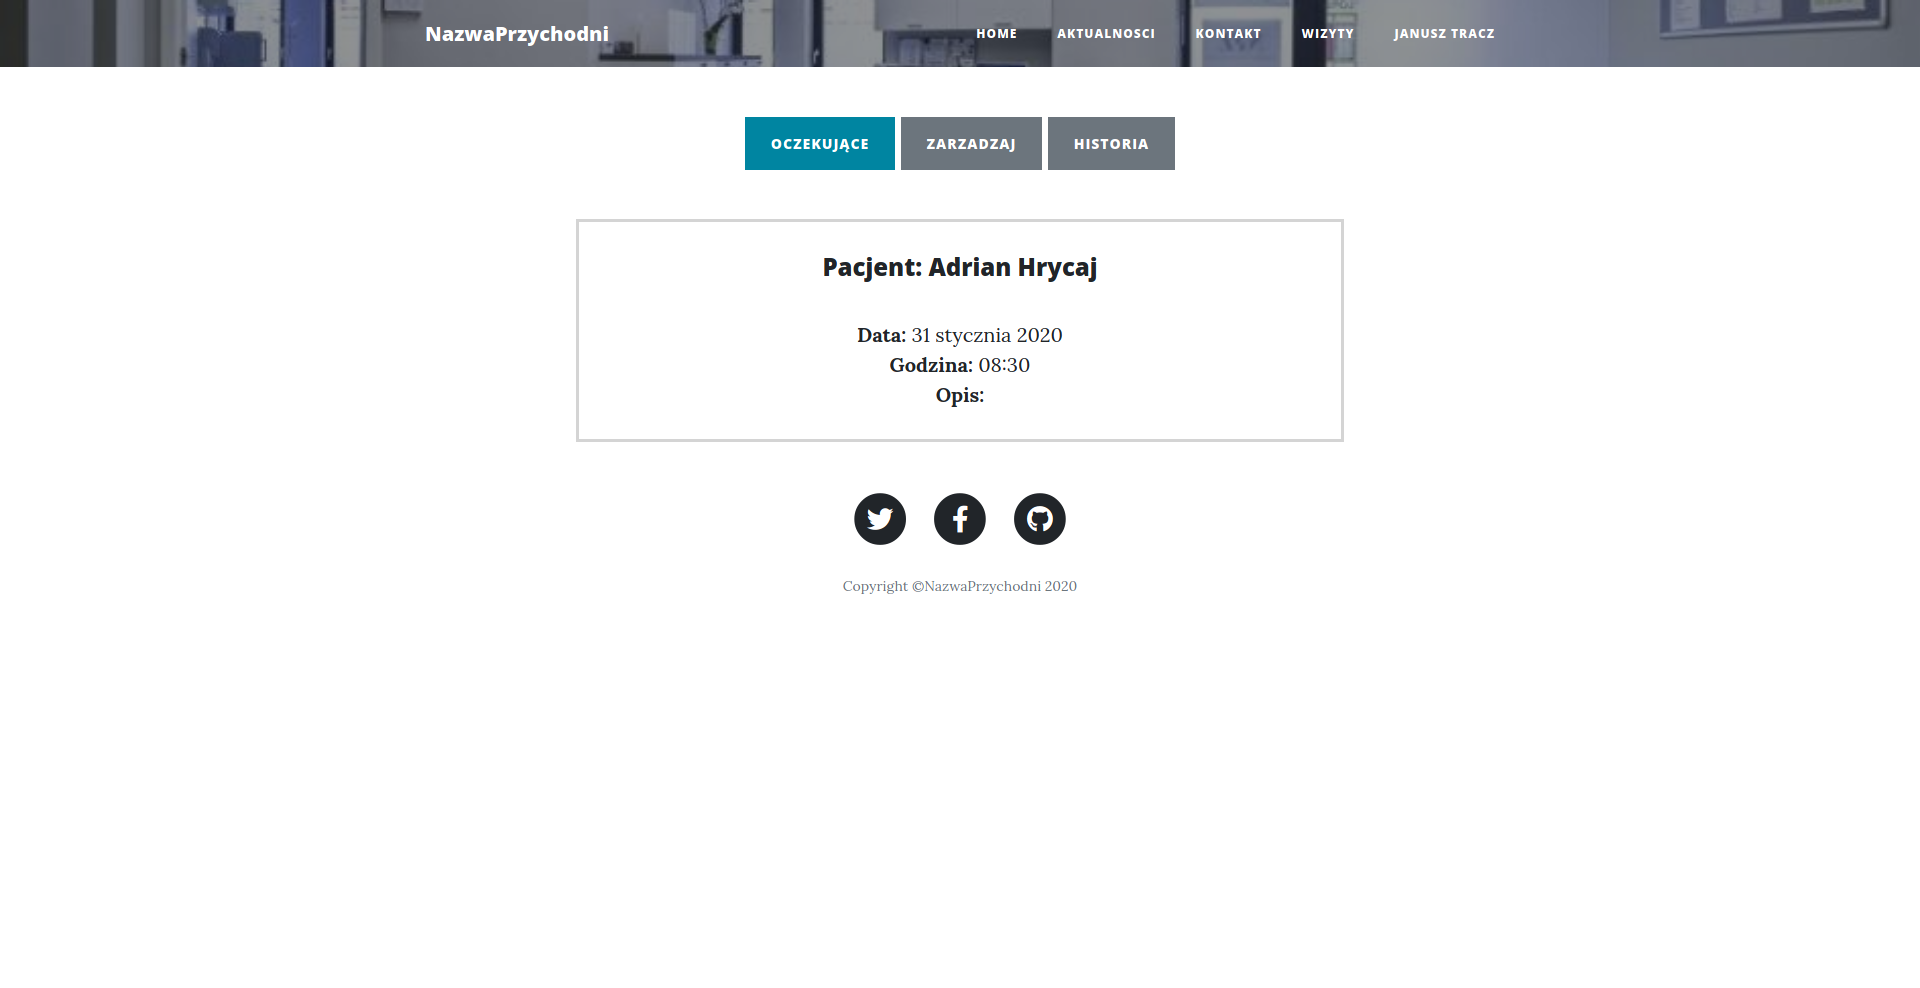 NazwaPrzychodni
HOME AKTUALNOSCI KONTAKT WIZYTY JANUSZ TRACZ
OCZEKUJĄCE ZARZADZAJ HISTORIA
Pacjent: Adrian Hrycaj
Data: 31 stycznia 2020
Godzina: 08:30
Opis:
Copyright ©NazwaPrzychodni 2020